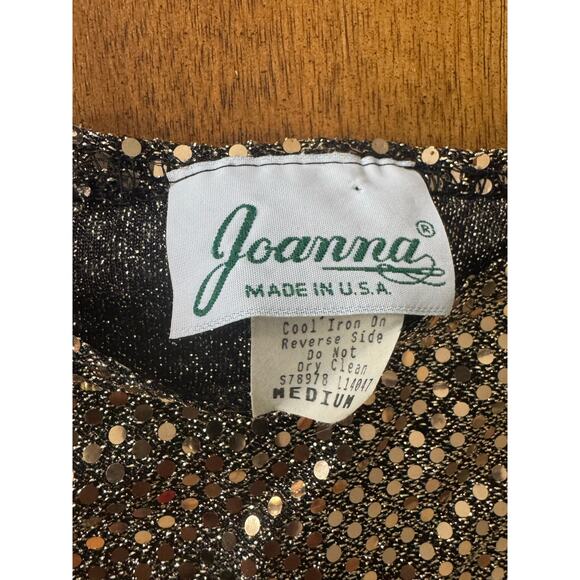 Joanna®
MADE IN U.S.A.
Cool Iron On
Reverse Side
Do Not
Dry Clean
S78978 L14047
MEDIUM